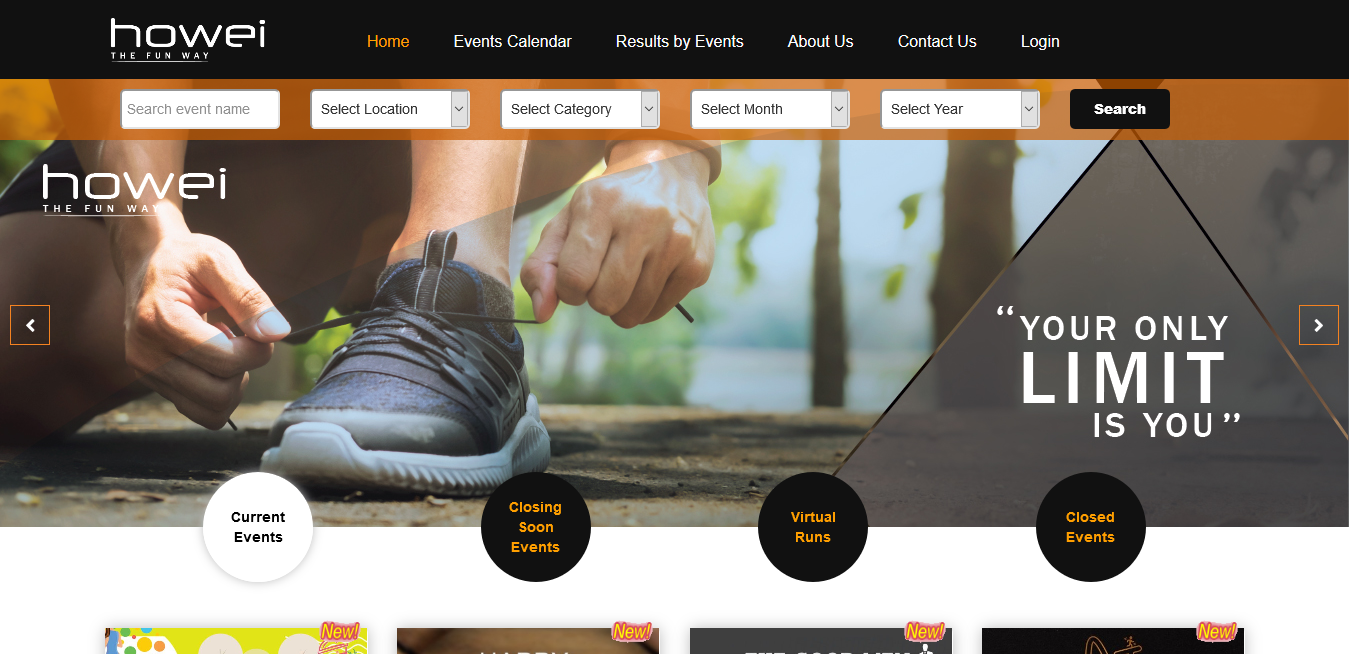 howei
THE FUN WAY
Home
Events Calendar
Results by Events
About Us
Contact Us
Login
Search event name
Select Location
Select Category
Select Month
Select Year
Search
howei
THE FUN WAY
“YOUR ONLY
LIMIT
IS YOU”
Current
Events
Closing
Soon
Events
Virtual
Runs
Closed
Events
New!
New!
New!
New!